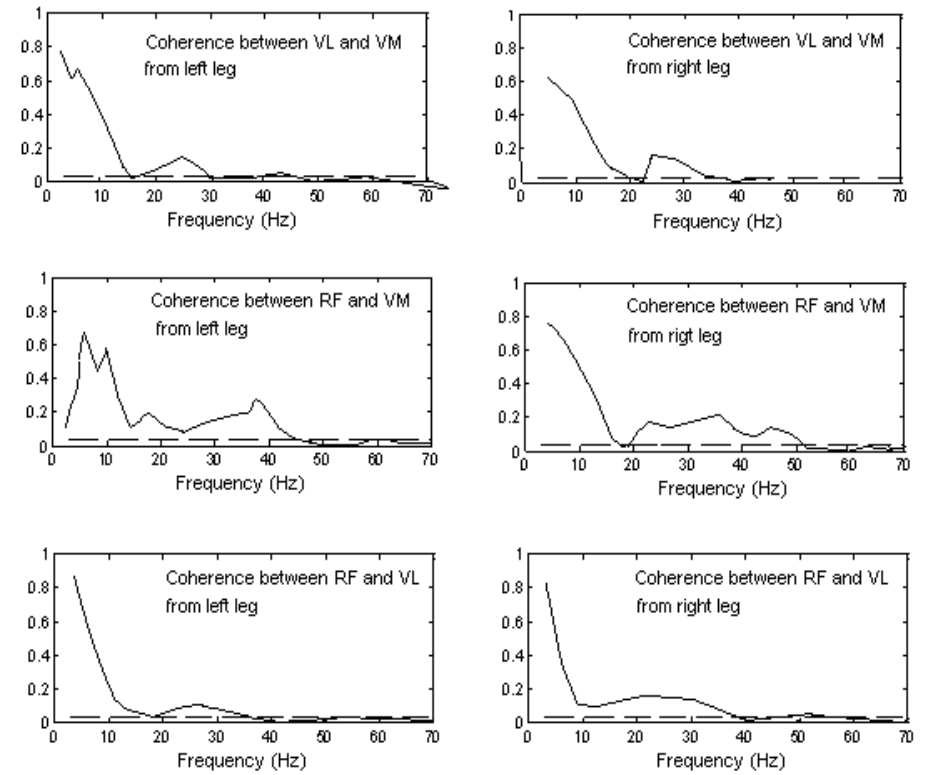 1
0.8
0.6
0.4
0.2
0
Coherence between VL and VM
from left leg
0 10 20 30 40 50 60 70
Frequency (Hz)
1
0.8
0.6
0.4
0.2
0
Coherence between VL and VM
from right leg
0 10 20 30 40 50 60 70
Frequency (Hz)
1
0.8
0.6
0.4
0.2
0
Coherence between RF and VM
from left leg
0 10 20 30 40 50 60 70
Frequency (Hz)
1
0.8
0.6
0.4
0.2
0
Coherence between RF and VM
from rigt leg
0 10 20 30 40 50 60 70
Frequency (Hz)
1
0.8
0.6
0.4
0.2
0
Coherence between RF and VL
from left leg
0 10 20 30 40 50 60 70
Frequency (Hz)
1
0.8
0.6
0.4
0.2
0
Coherence between RF and VL
from right leg
0 10 20 30 40 50 60 70
Frequency (Hz)